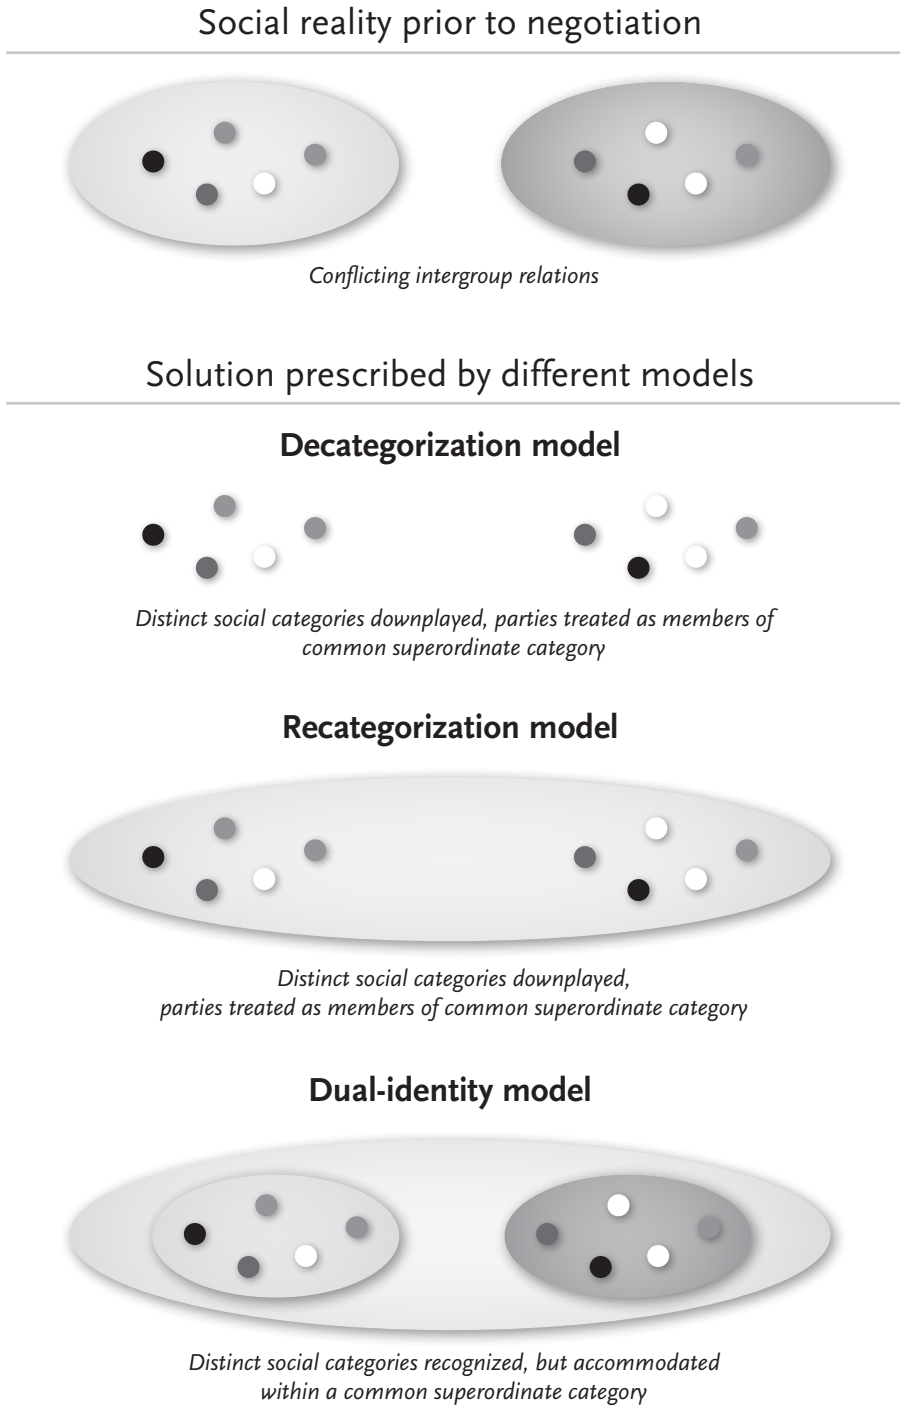 Social reality prior to negotiation
Conflicting intergroup relations
Solution prescribed by different models
Decategorization model
Distinct social categories downplayed, parties treated as members of
common superordinate category
Recategorization model
Distinct social categories downplayed,
parties treated as members of common superordinate category
Dual-identity model
Distinct social categories recognized, but accommodated
within a common superordinate category